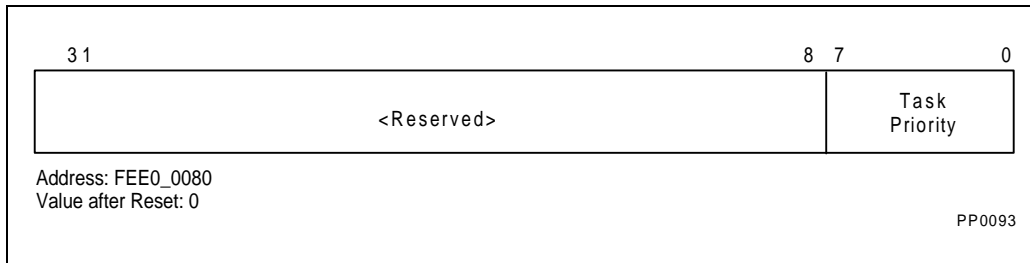 31 8 7 0
<Reserved> Task
Priority
Address: FEE0_0080
Value after Reset: 0
PP0093